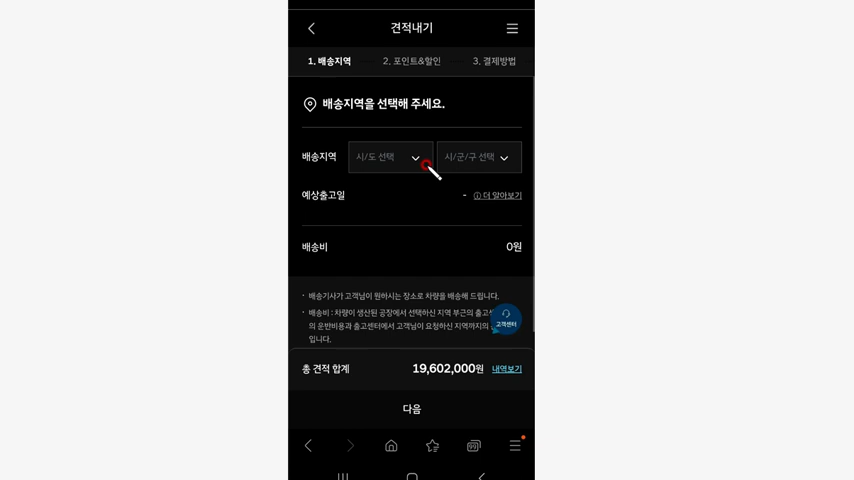 견적내기
1. 배송지역 2. 포인트&할인 3. 결제방법
배송지역을 선택해 주세요.
배송지역 시/도 선택 시/군/구 선택
예상출고일 - ⓘ 더 알아보기
배송비 0원
· 배송기사가 고객님이 원하시는 장소로 차량을 배송해 드립니다.
· 배송비 : 차량이 생산된 공장에서 선택하신 지역 부근의 출고센
의 운반비용과 출고센터에서 고객님이 요청하신 지역까지의
입니다.
고객센터
총 견적 합계 19,602,000원 내역보기
다음
99